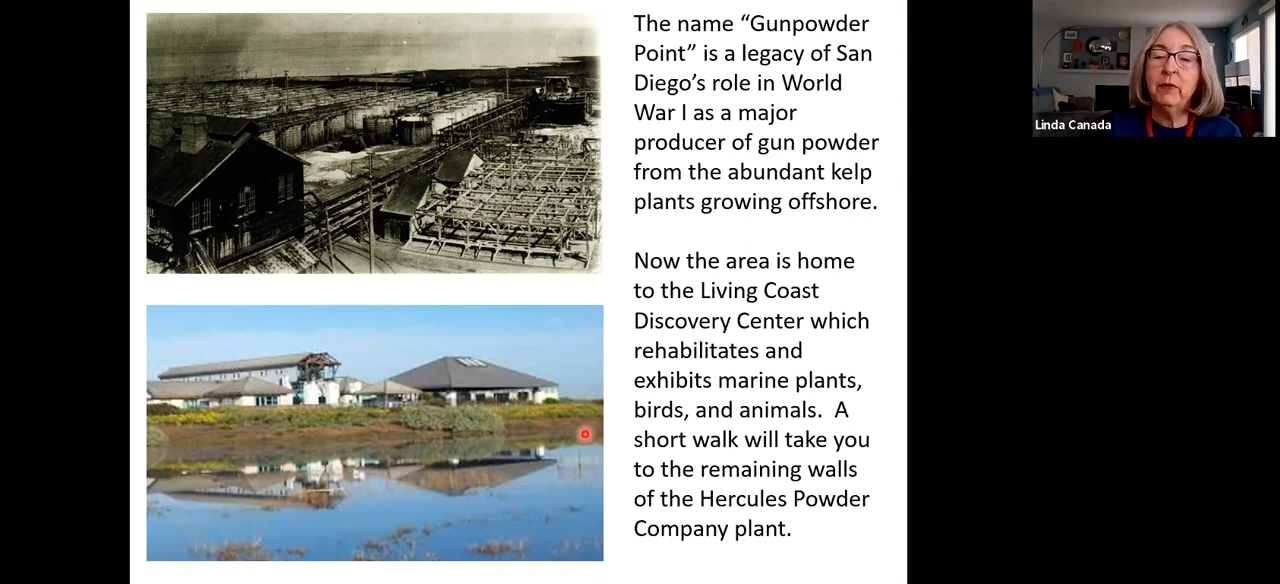 The name “Gunpowder
Point” is a legacy of San
Diego’s role in World
War I as a major
producer of gun powder
from the abundant kelp
plants growing offshore.
Now the area is home
to the Living Coast
Discovery Center which
rehabilitates and
exhibits marine plants,
birds, and animals.  A
short walk will take you
to the remaining walls
of the Hercules Powder
Company plant.
Linda Canada